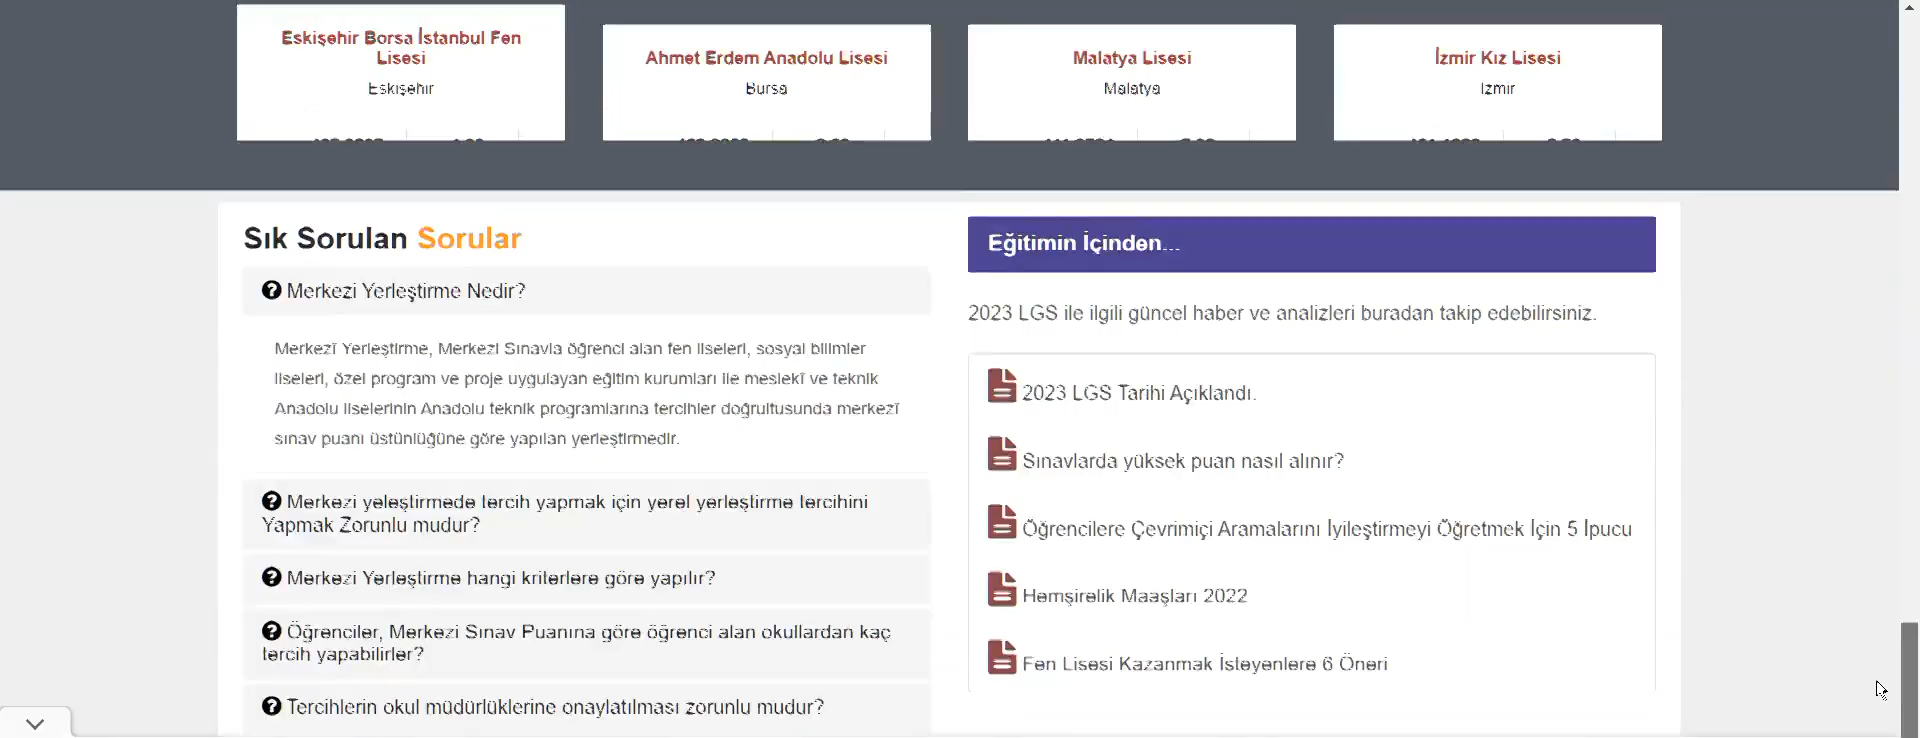 Eskişehir Borsa İstanbul Fen
Lisesi
Eskişehir
Ahmet Erdem Anadolu Lisesi
Bursa
Malatya Lisesi
Malatya
İzmir Kız Lisesi
İzmir
Sık Sorulan Sorular
Merkezi Yerleştirme Nedir?
Merkezî Yerleştirme, Merkezî Sınavla öğrenci alan fen liseleri, sosyal bilimler
liseleri, özel program ve proje uygulayan eğitim kurumları ile meslekî ve teknik
Anadolu liselerinin Anadolu teknik programlarına tercihler doğrultusunda merkezî
sınav puanı üstünlüğüne göre yapılan yerleştirmedir.
Merkezi yeleştirmede tercih yapmak için yerel yerleştirme tercihini
Yapmak Zorunlu mudur?
Merkezi Yerleştirme hangi kriterlere göre yapılır?
Öğrenciler, Merkezi Sınav Puanına göre öğrenci alan okullardan kaç
tercih yapabilirler?
Tercihlerin okul müdürlüklerine onaylatılması zorunlu mudur?
Eğitimin İçinden...
2023 LGS ile ilgili güncel haber ve analizleri buradan takip edebilirsiniz.
2023 LGS Tarihi Açıklandı.
Sınavlarda yüksek puan nasıl alınır?
Öğrencilere Çevrimiçi Aramalarını İyileştirmeyi Öğretmek İçin 5 İpucu
Hemşirelik Maaşları 2022
Fen Lisesi Kazanmak İsteyenlere 6 Öneri